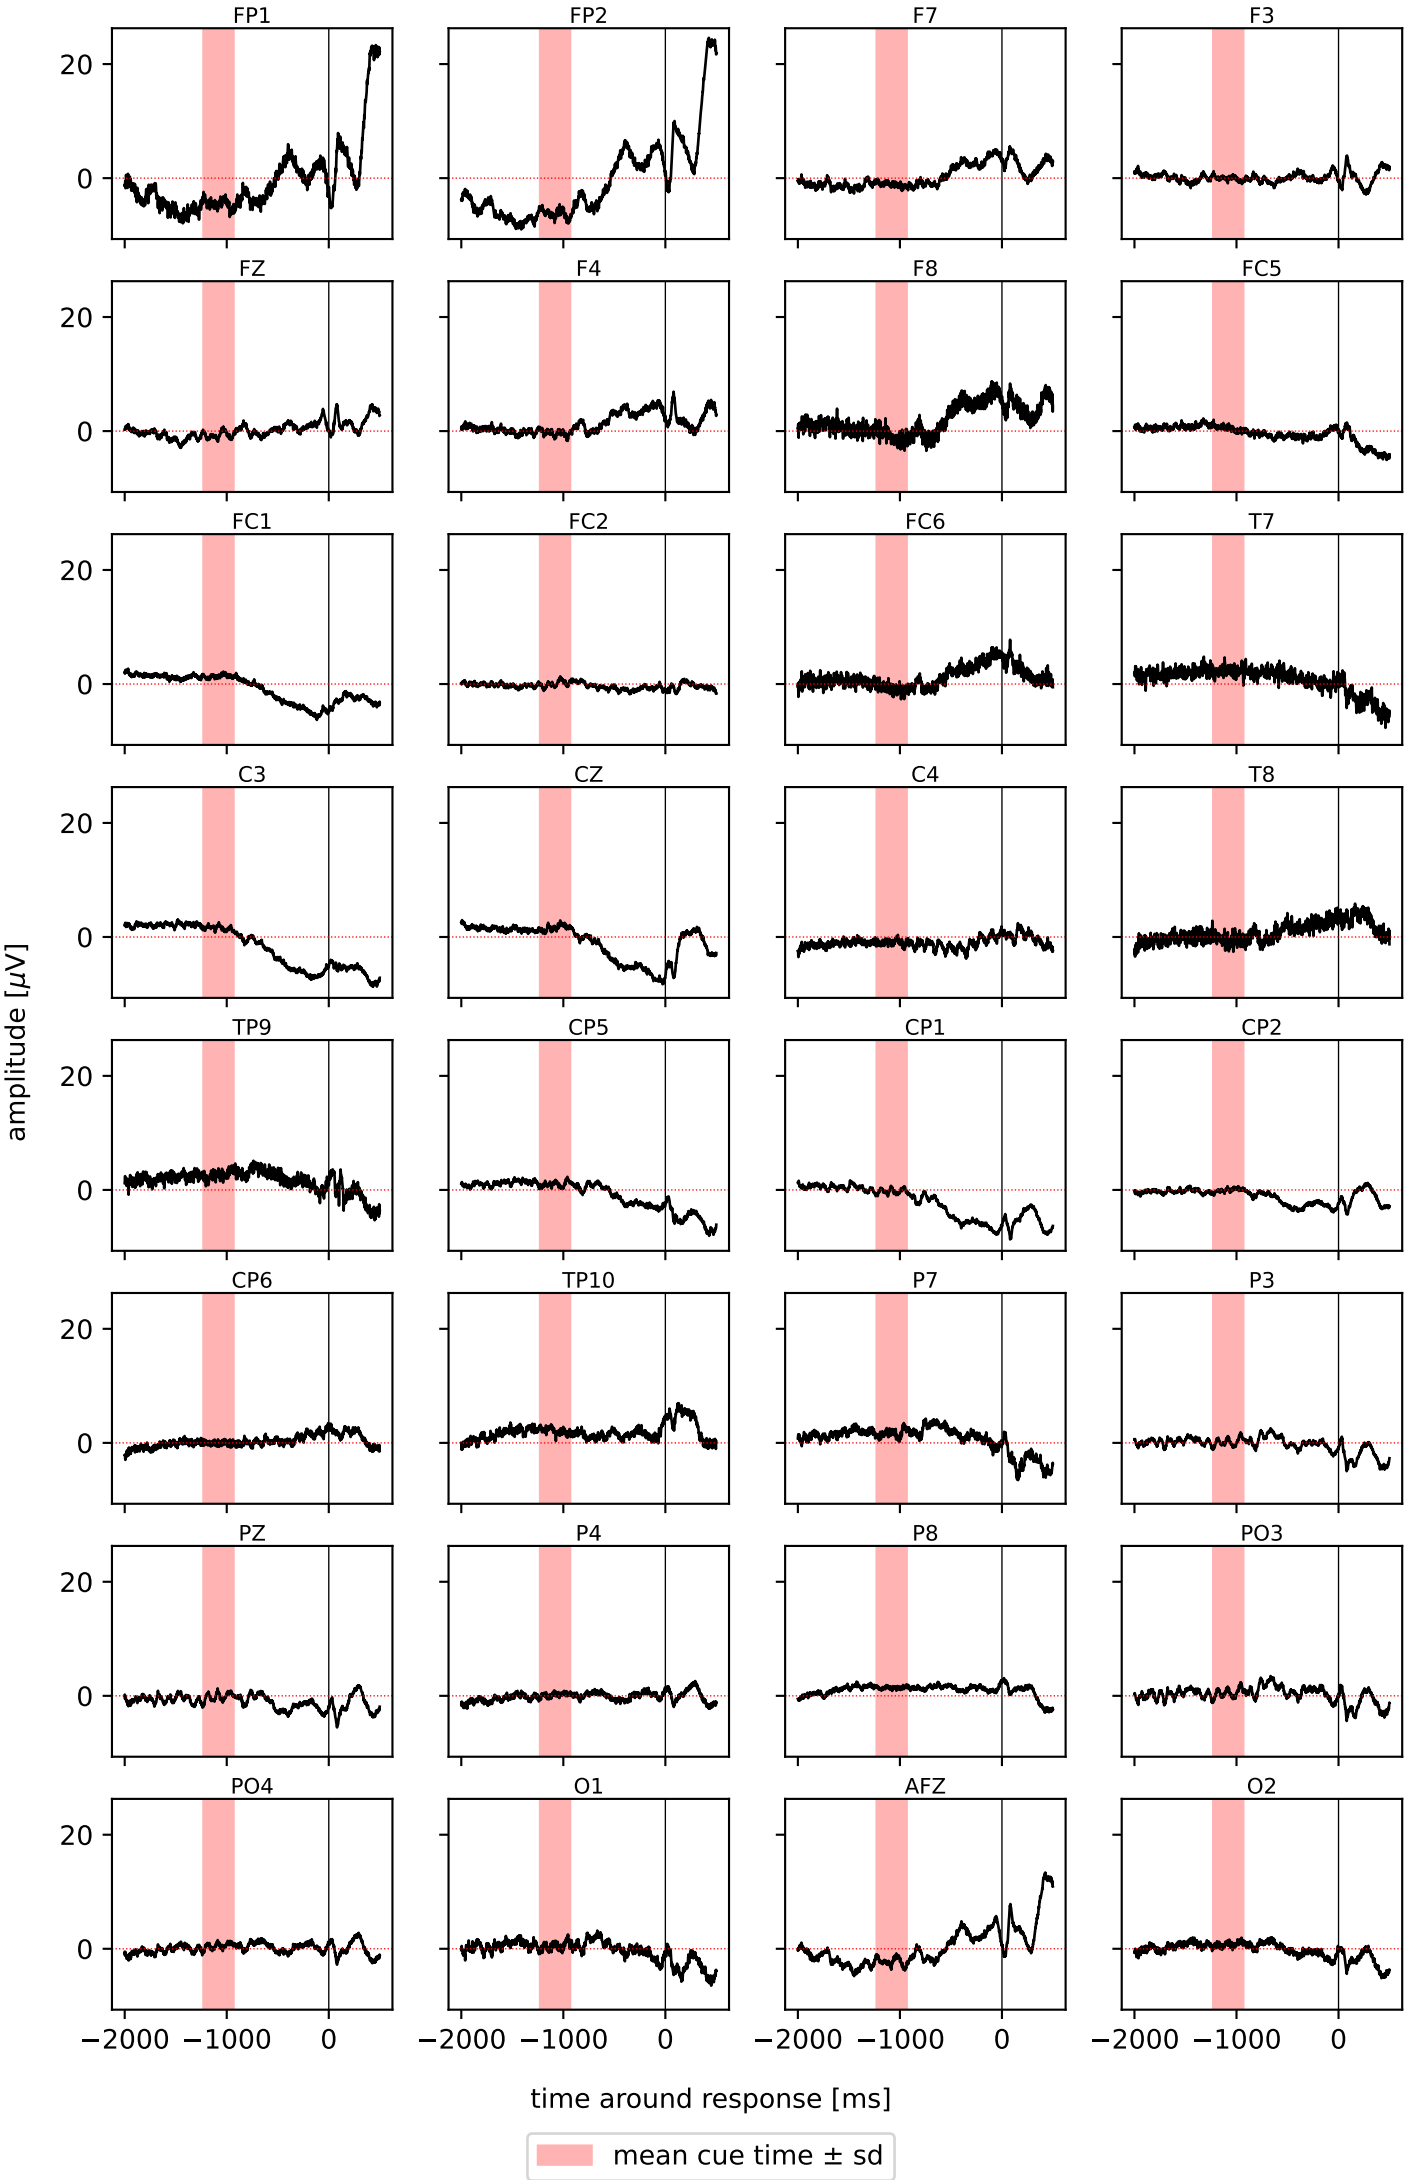 FP1 FP2 F7 F3
20
0
FZ F4 F8 FC5
20
0
FC1 FC2 FC6 T7
20
0
C3 CZ C4 T8
20
0
TP9 CP5 CP1 CP2
20
0
CP6 TP10 P7 P3
20
0
PZ P4 P8 PO3
20
0
PO4 O1 AFZ O2
20
0
−2000 −1000 0 −2000 −1000 0 −2000 −1000 0 −2000 −1000 0
amplitude [μV]
time around response [ms]
mean cue time ± sd